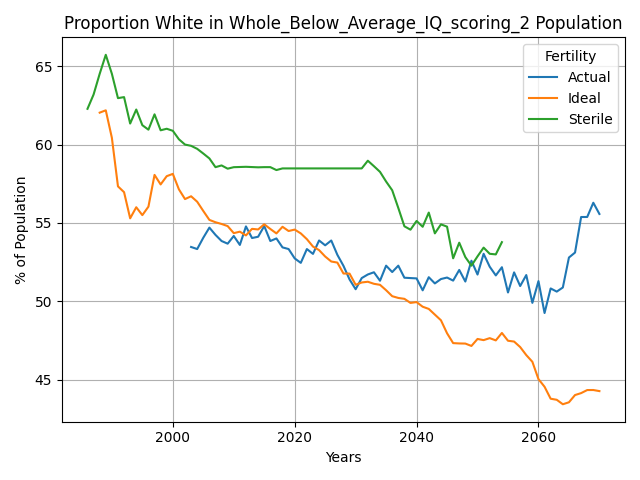 Proportion White in Whole_Below_Average_IQ_scoring_2 Population
Fertility
Actual
Ideal
Sterile
% of Population
65
60
55
50
45
2000
2020
2040
2060
Years